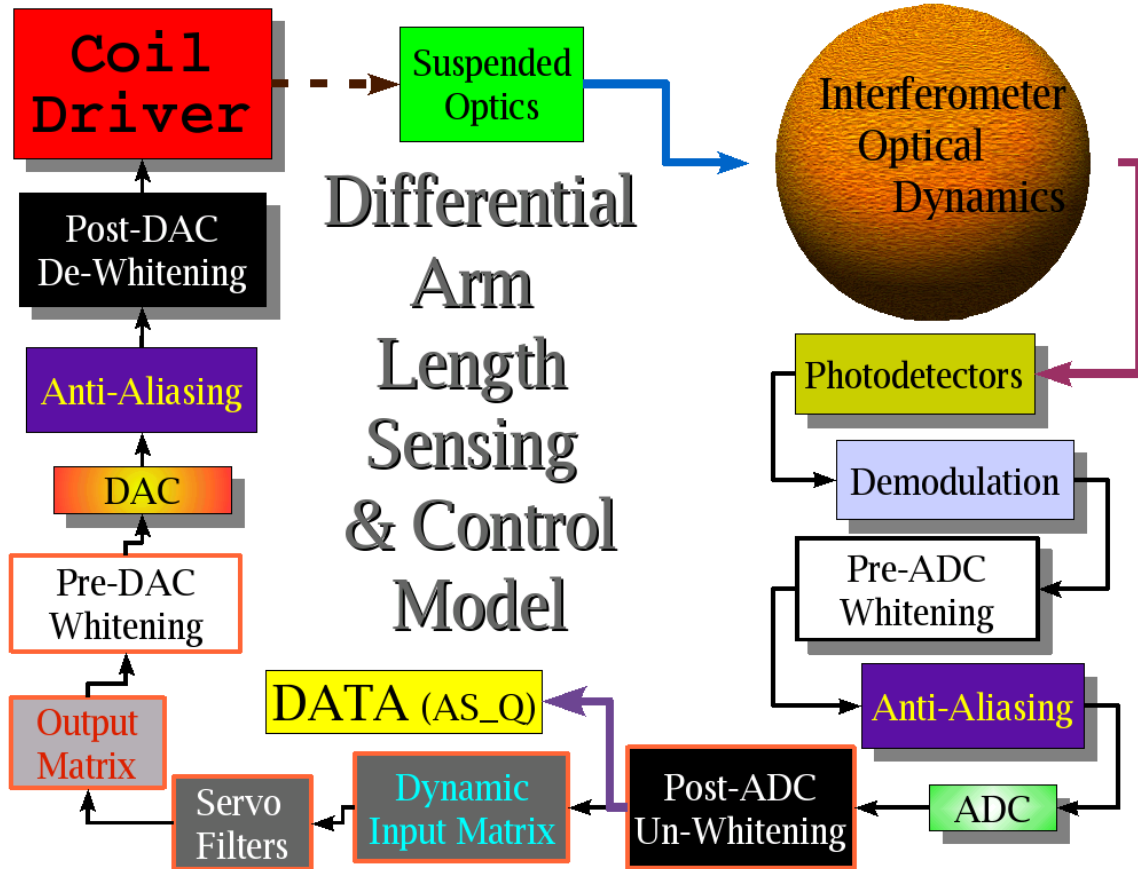 Coil
Driver
Suspended
Optics
Interferometer
Optical
Dynamics
Differential
Arm
Length
Sensing
& Control
Model
Post-DAC
De-Whitening
Anti-Aliasing
DAC
Pre-DAC
Whitening
Output
Matrix
Photodetectors
Demodulation
Pre-ADC
Whitening
Anti-Aliasing
ADC
Post-ADC
Un-Whitening
DATA (AS_Q)
Dynamic
Input Matrix
Servo
Filters